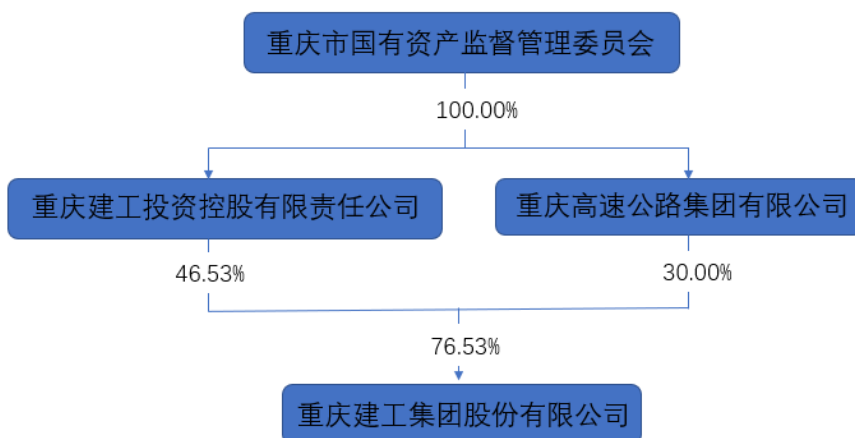 重庆市国有资产监督管理委员会
100.00%
重庆建工投资控股有限责任公司
重庆高速公路集团有限公司
46.53%
30.00%
76.53%
重庆建工集团股份有限公司